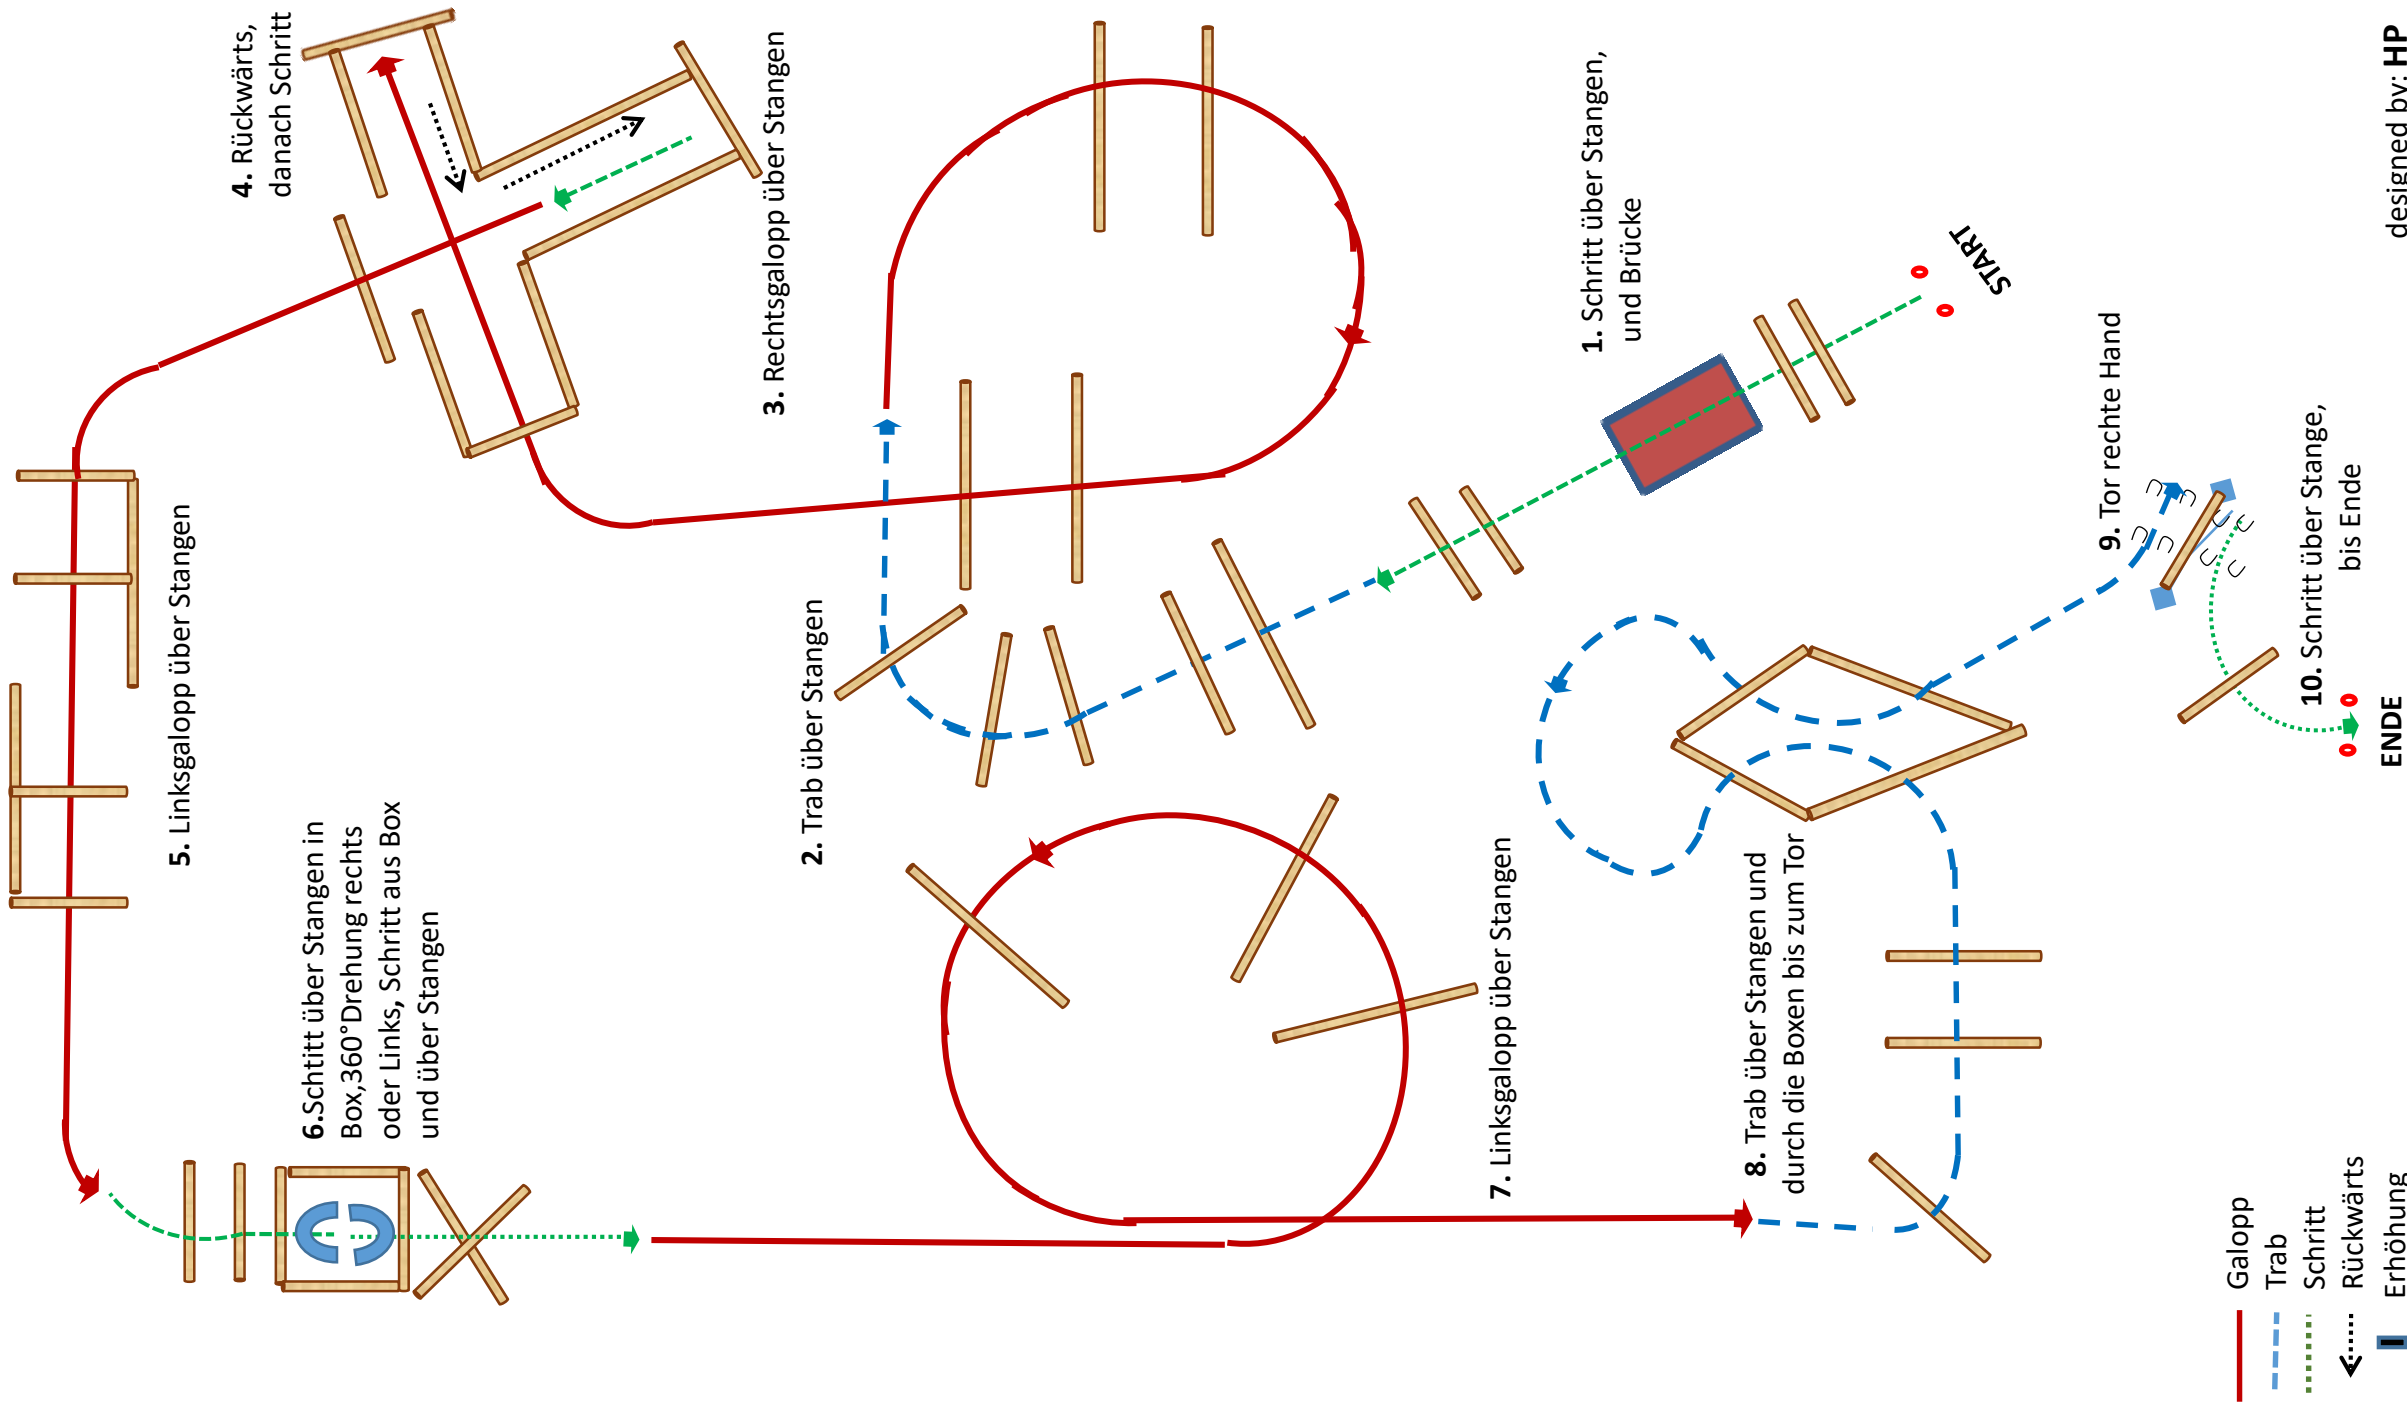 1. Schritt über Stangen,
und Brücke
2. Trab über Stangen
3. Rechtsgalopp über Stangen
4. Rückwärts,
danach Schritt
5. Linksgalopp über Stangen
6.Schtitt über Stangen in
Box,360°Drehung rechts
oder Links, Schritt aus Box
und über Stangen
7. Linksgalopp über Stangen
8. Trab über Stangen und
durch die Boxen bis zum Tor
9. Tor rechte Hand
10. Schritt über Stange,
bis Ende
START
ENDE
Galopp
Trab
Schritt
Rückwärts
Erhöhung
designed by: HP